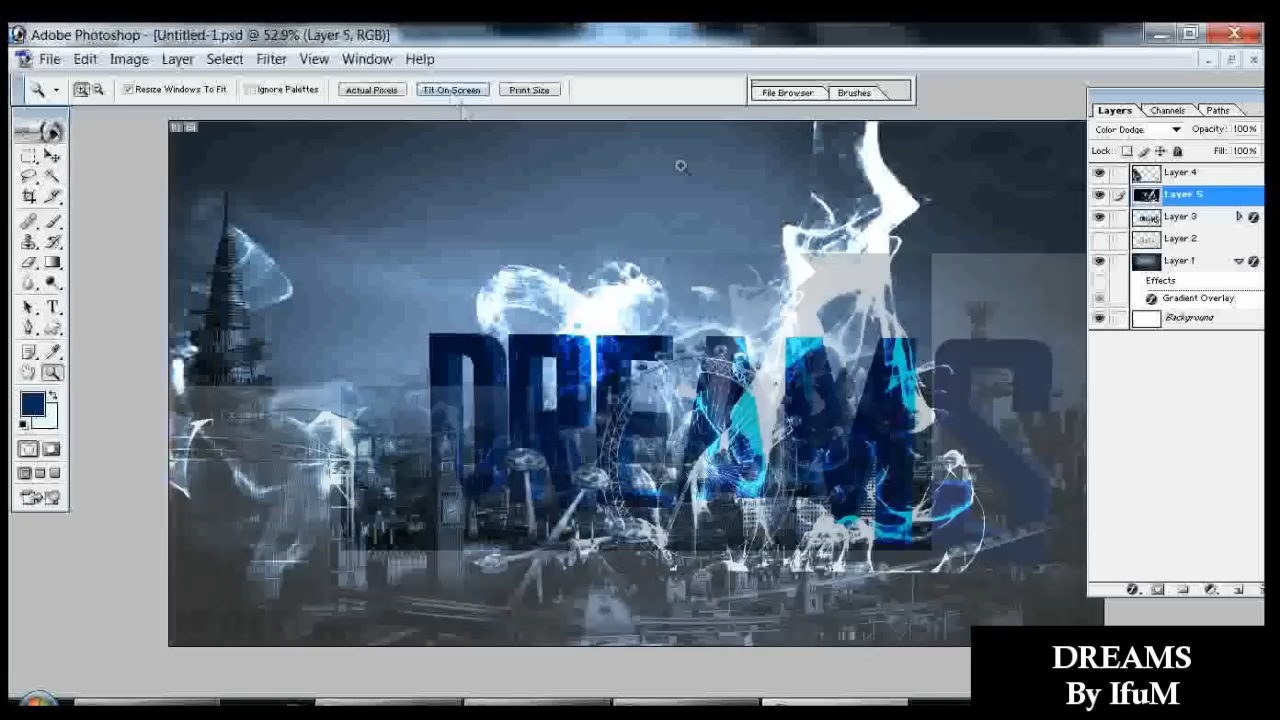 Adobe Photoshop - [Untitled-1.psd @ 52.9% (Layer 5, RGB)]
File Edit Image Layer Select Filter View Window Help
Resize Windows To Fit Ignore Palettes Actual Pixels Fit On Screen Print Size File Browser Brushes
Layers Channels Paths
Color Dodge Opacity: 100%
Lock: Fill: 100%
Layer 4
Layer 5
Layer 3
Layer 2
Layer 1
Effects
Gradient Overlay
Background
DREAMS
T
DREAMS
By IfuM